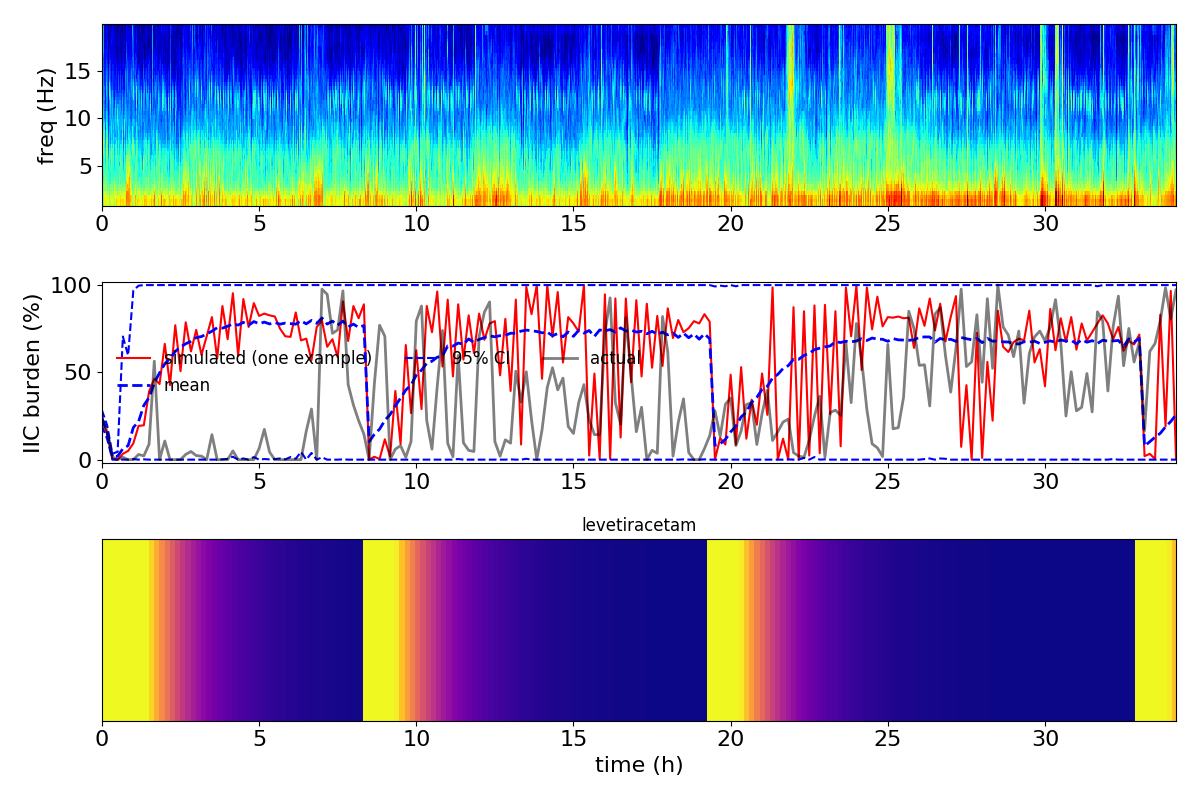 freq (Hz)
15
10
5
0 5 10 15 20 25 30
IIC burden (%)
100
50
0
simulated (one example)
mean
95% CI
actual
0 5 10 15 20 25 30
levetiracetam
0 5 10 15 20 25 30
time (h)